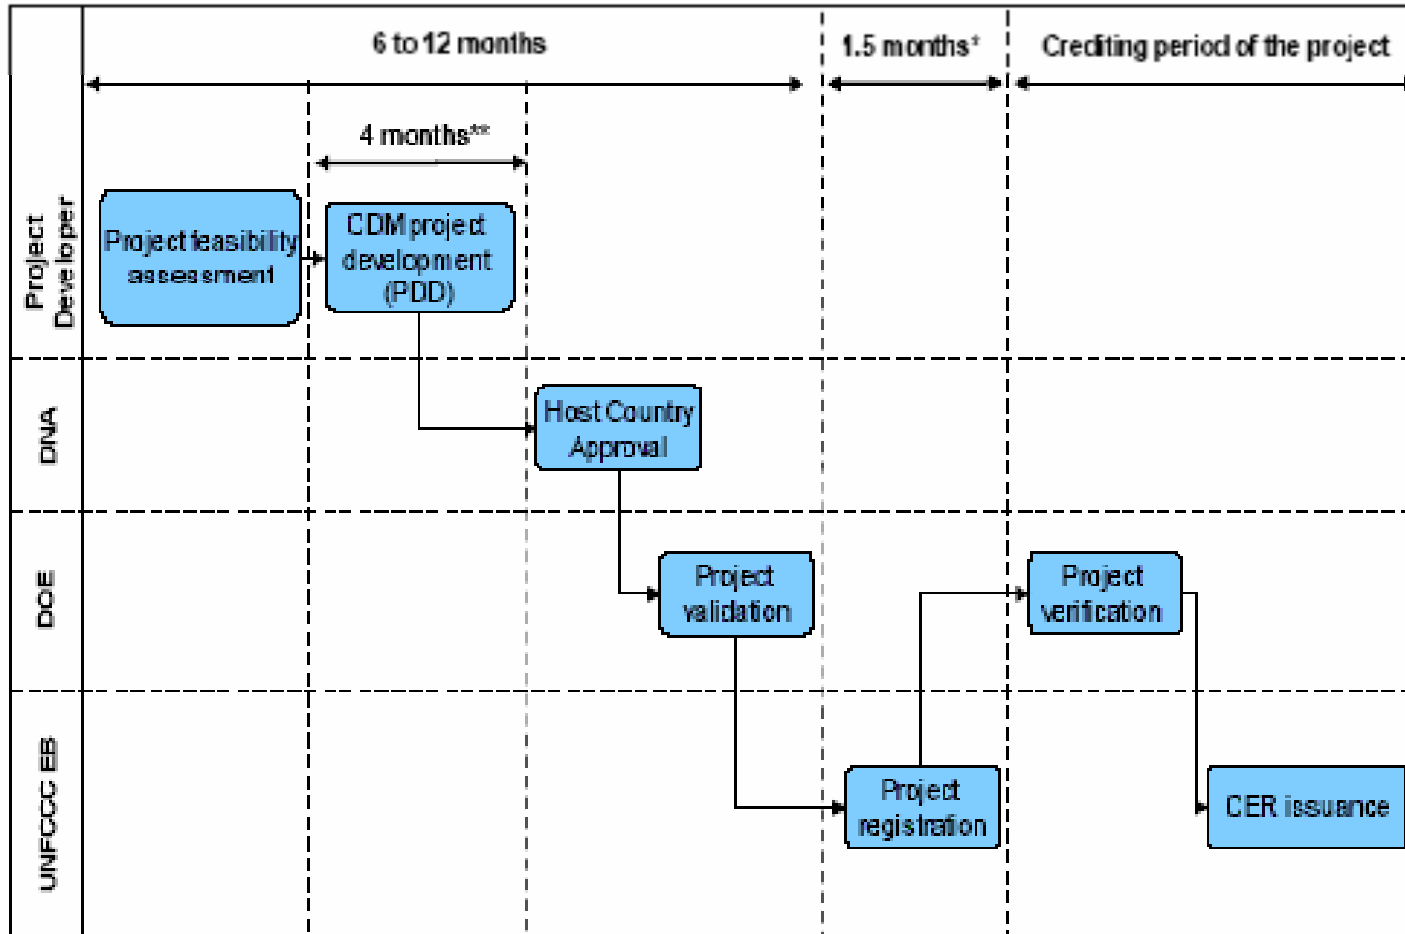 6 to 12 months
1.5 months*
Crediting period of the project
4 months**
Project
Developer
Project feasibility
assessment
CDM project
development
(PDD)
DNA
Host Country
Approval
DOE
Project
validation
Project
verification
UNFCCC EB
Project
registration
CER issuance